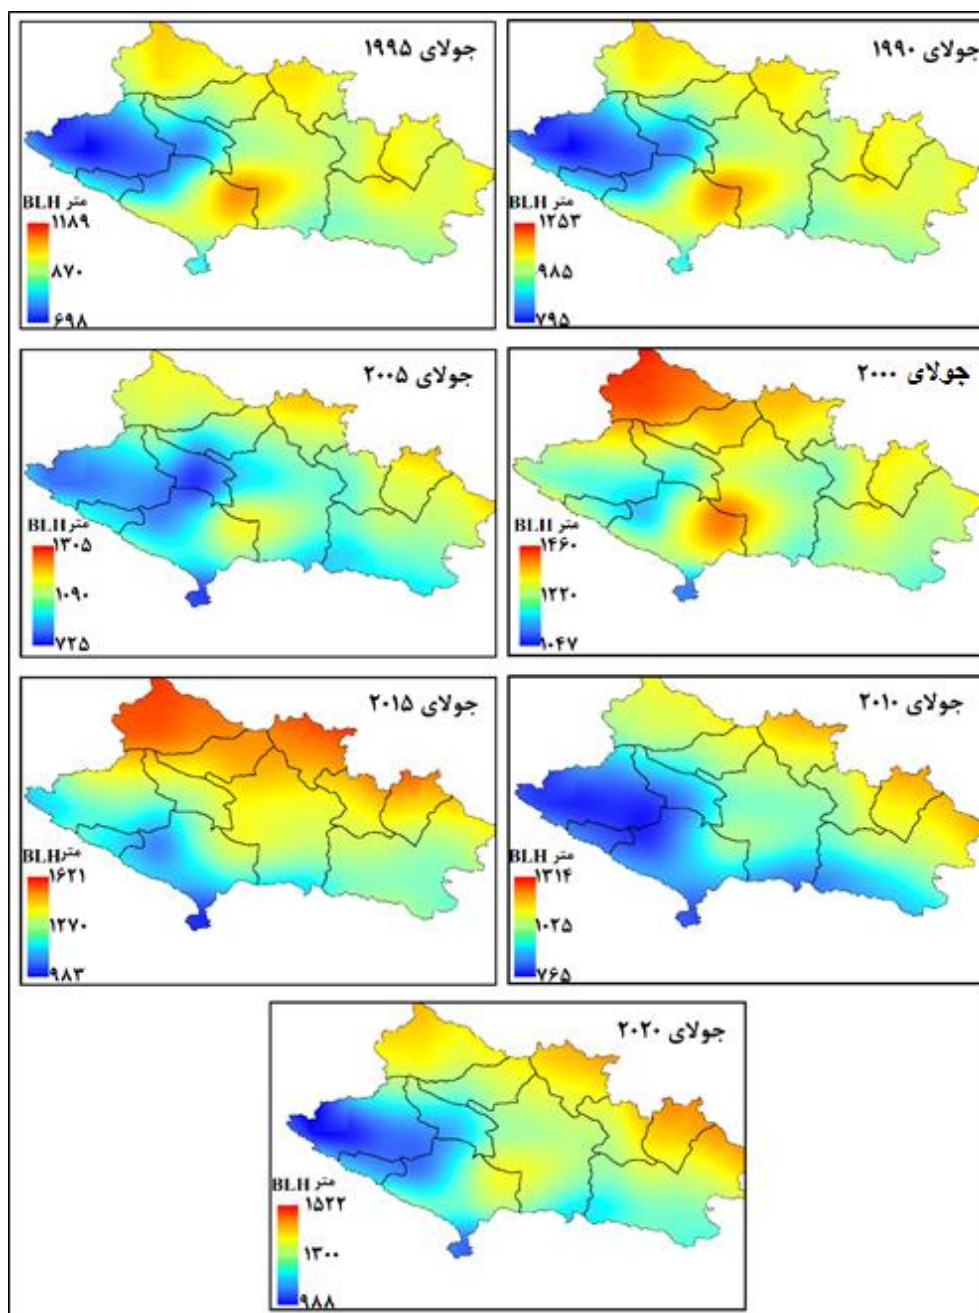 جولای ۱۹۹۰
BLH متر
۱۲۵۳
۹۸۵
۷۹۵
جولای ۱۹۹۵
BLH متر
۱۱۸۹
۸۷۰
۶۹۸
جولای ۲۰۰۰
BLH متر
۱۴۶۰
۱۲۲۰
۱۰۴۷
جولای ۲۰۰۵
BLH متر
۱۳۰۵
۱۰۹۰
۷۲۵
جولای ۲۰۱۰
BLH متر
۱۳۱۴
۱۰۲۵
۷۶۵
جولای ۲۰۱۵
BLH متر
۱۶۲۱
۱۲۷۰
۹۸۳
جولای ۲۰۲۰
BLH متر
۱۵۲۲
۱۳۰۰
۹۸۸